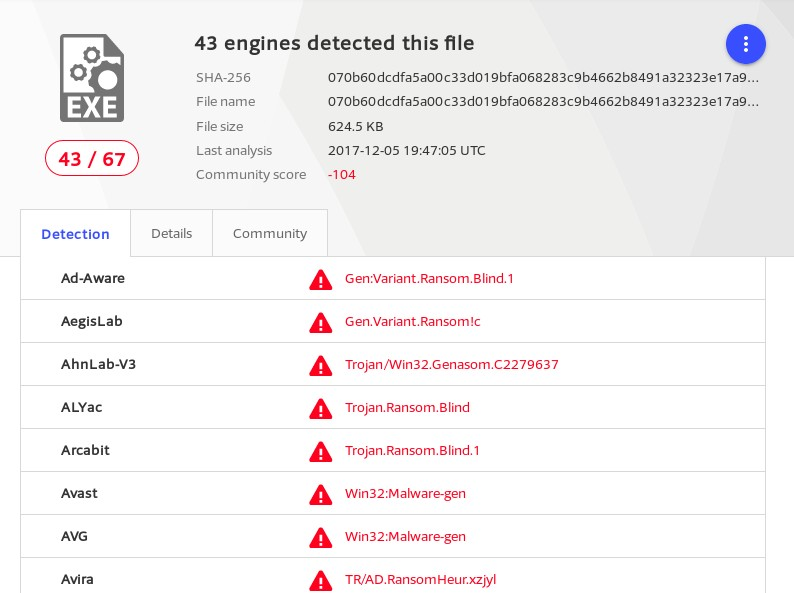 43 engines detected this file
SHA-256 070b60dcdfa5a00c33d019bfa068283c9b4662b8491a32323e17a9...
File name 070b60dcdfa5a00c33d019bfa068283c9b4662b8491a32323e17a9...
File size 624.5 KB
Last analysis 2017-12-05 19:47:05 UTC
Community score -104
EXE
43 / 67
Detection Details Community
Ad-Aware Gen:Variant.Ransom.Blind.1
AegisLab Gen.Variant.Ransom!c
AhnLab-V3 Trojan/Win32.Genasom.C2279637
ALYac Trojan.Ransom.Blind
Arcabit Trojan.Ransom.Blind.1
Avast Win32:Malware-gen
AVG Win32:Malware-gen
Avira TR/AD.RansomHeur.xzjyl